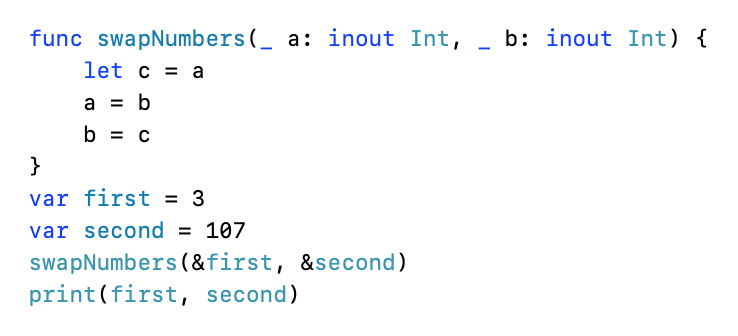 func swapNumbers(_ a: inout Int, _ b: inout Int) {
    let c = a
    a = b
    b = c
}
var first = 3
var second = 107
swapNumbers(&first, &second)
print(first, second)